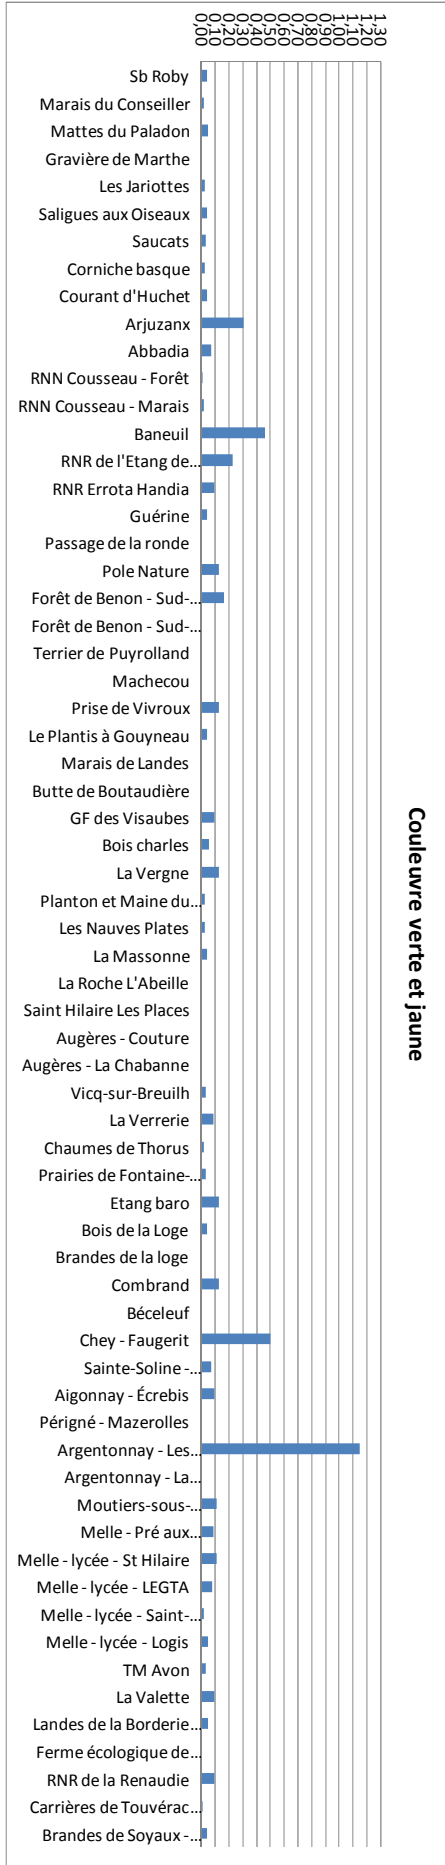 Couleuvre verte et jaune
0,00
0,10
0,20
0,30
0,40
0,50
0,60
0,70
0,80
0,90
1,00
1,10
1,20
1,30
Sb Roby
Marais du Conseiller
Mattes du Paladon
Gravière de Marthe
Les Jariottes
Saligues aux Oiseaux
Saucats
Corniche basque
Courant d'Huchet
Arjuzanx
Abbadia
RNN Cousseau - Forêt
RNN Cousseau - Marais
Baneuil
RNR de l'Etang de...
RNR Errota Handia
Guérine
Passage de la ronde
Pole Nature
Forêt de Benon - Sud-...
Forêt de Benon - Sud-...
Terrier de Puyrolland
Machecou
Prise de Vivroux
Le Plantis à Gouyneau
Marais de Landes
Butte de Boutaudière
GF des Visaubes
Bois charles
La Vergne
Planton et Maine du...
Les Nauves Plates
La Massonne
La Roche L'Abeille
Saint Hilaire Les Places
Augères - Couture
Augères - La Chabanne
Vicq-sur-Breuilh
La Verrerie
Chaumes de Thorus
Prairies de Fontaine-...
Etang baro
Bois de la Loge
Brandes de la loge
Combrand
Béceleuf
Chey - Faugerit
Sainte-Soline -...
Aigonnay - Écrebis
Périgné - Mazerolles
Argentonnay - Les...
Argentonnay - La...
Moutiers-sous-...
Melle - Pré aux...
Melle - lycée - St Hilaire
Melle - lycée - LEGTA
Melle - lycée - Saint-...
Melle - lycée - Logis
TM Avon
La Valette
Landes de la Borderie...
Ferme écologique de...
RNR de la Renaudie
Carrières de Touvérac...
Brandes de Soyaux -...